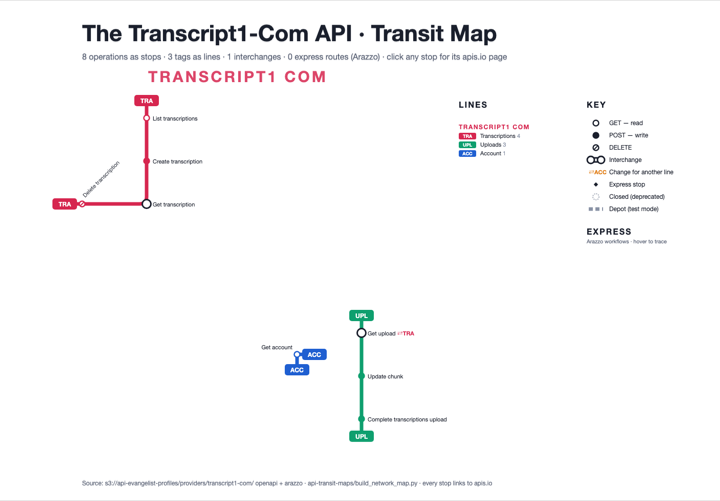 The Transcript1-Com API · Transit Map
8 operations as stops · 3 tags as lines · 1 interchanges · 0 express routes (Arazzo) · click any stop for its apis.io page
TRANSCRIPT1 COM
TRA
List transcriptions
Create transcription
Delete transcription
TRA
Get transcription
LINES
TRANSCRIPT1 COM
TRA Transcriptions 4
UPL Uploads 3
ACC Account 1
KEY
GET — read
POST — write
DELETE
Interchange
⇄ACC Change for another line
Express stop
Closed (deprecated)
Depot (test mode)
EXPRESS
Arazzo workflows · hover to trace
UPL
Get upload ⇄TRA
Get account
ACC
ACC
Update chunk
Complete transcriptions upload
UPL
Source: s3://api-evangelist-profiles/providers/transcript1-com/ openapi + arazzo · api-transit-maps/build_network_map.py · every stop links to apis.io